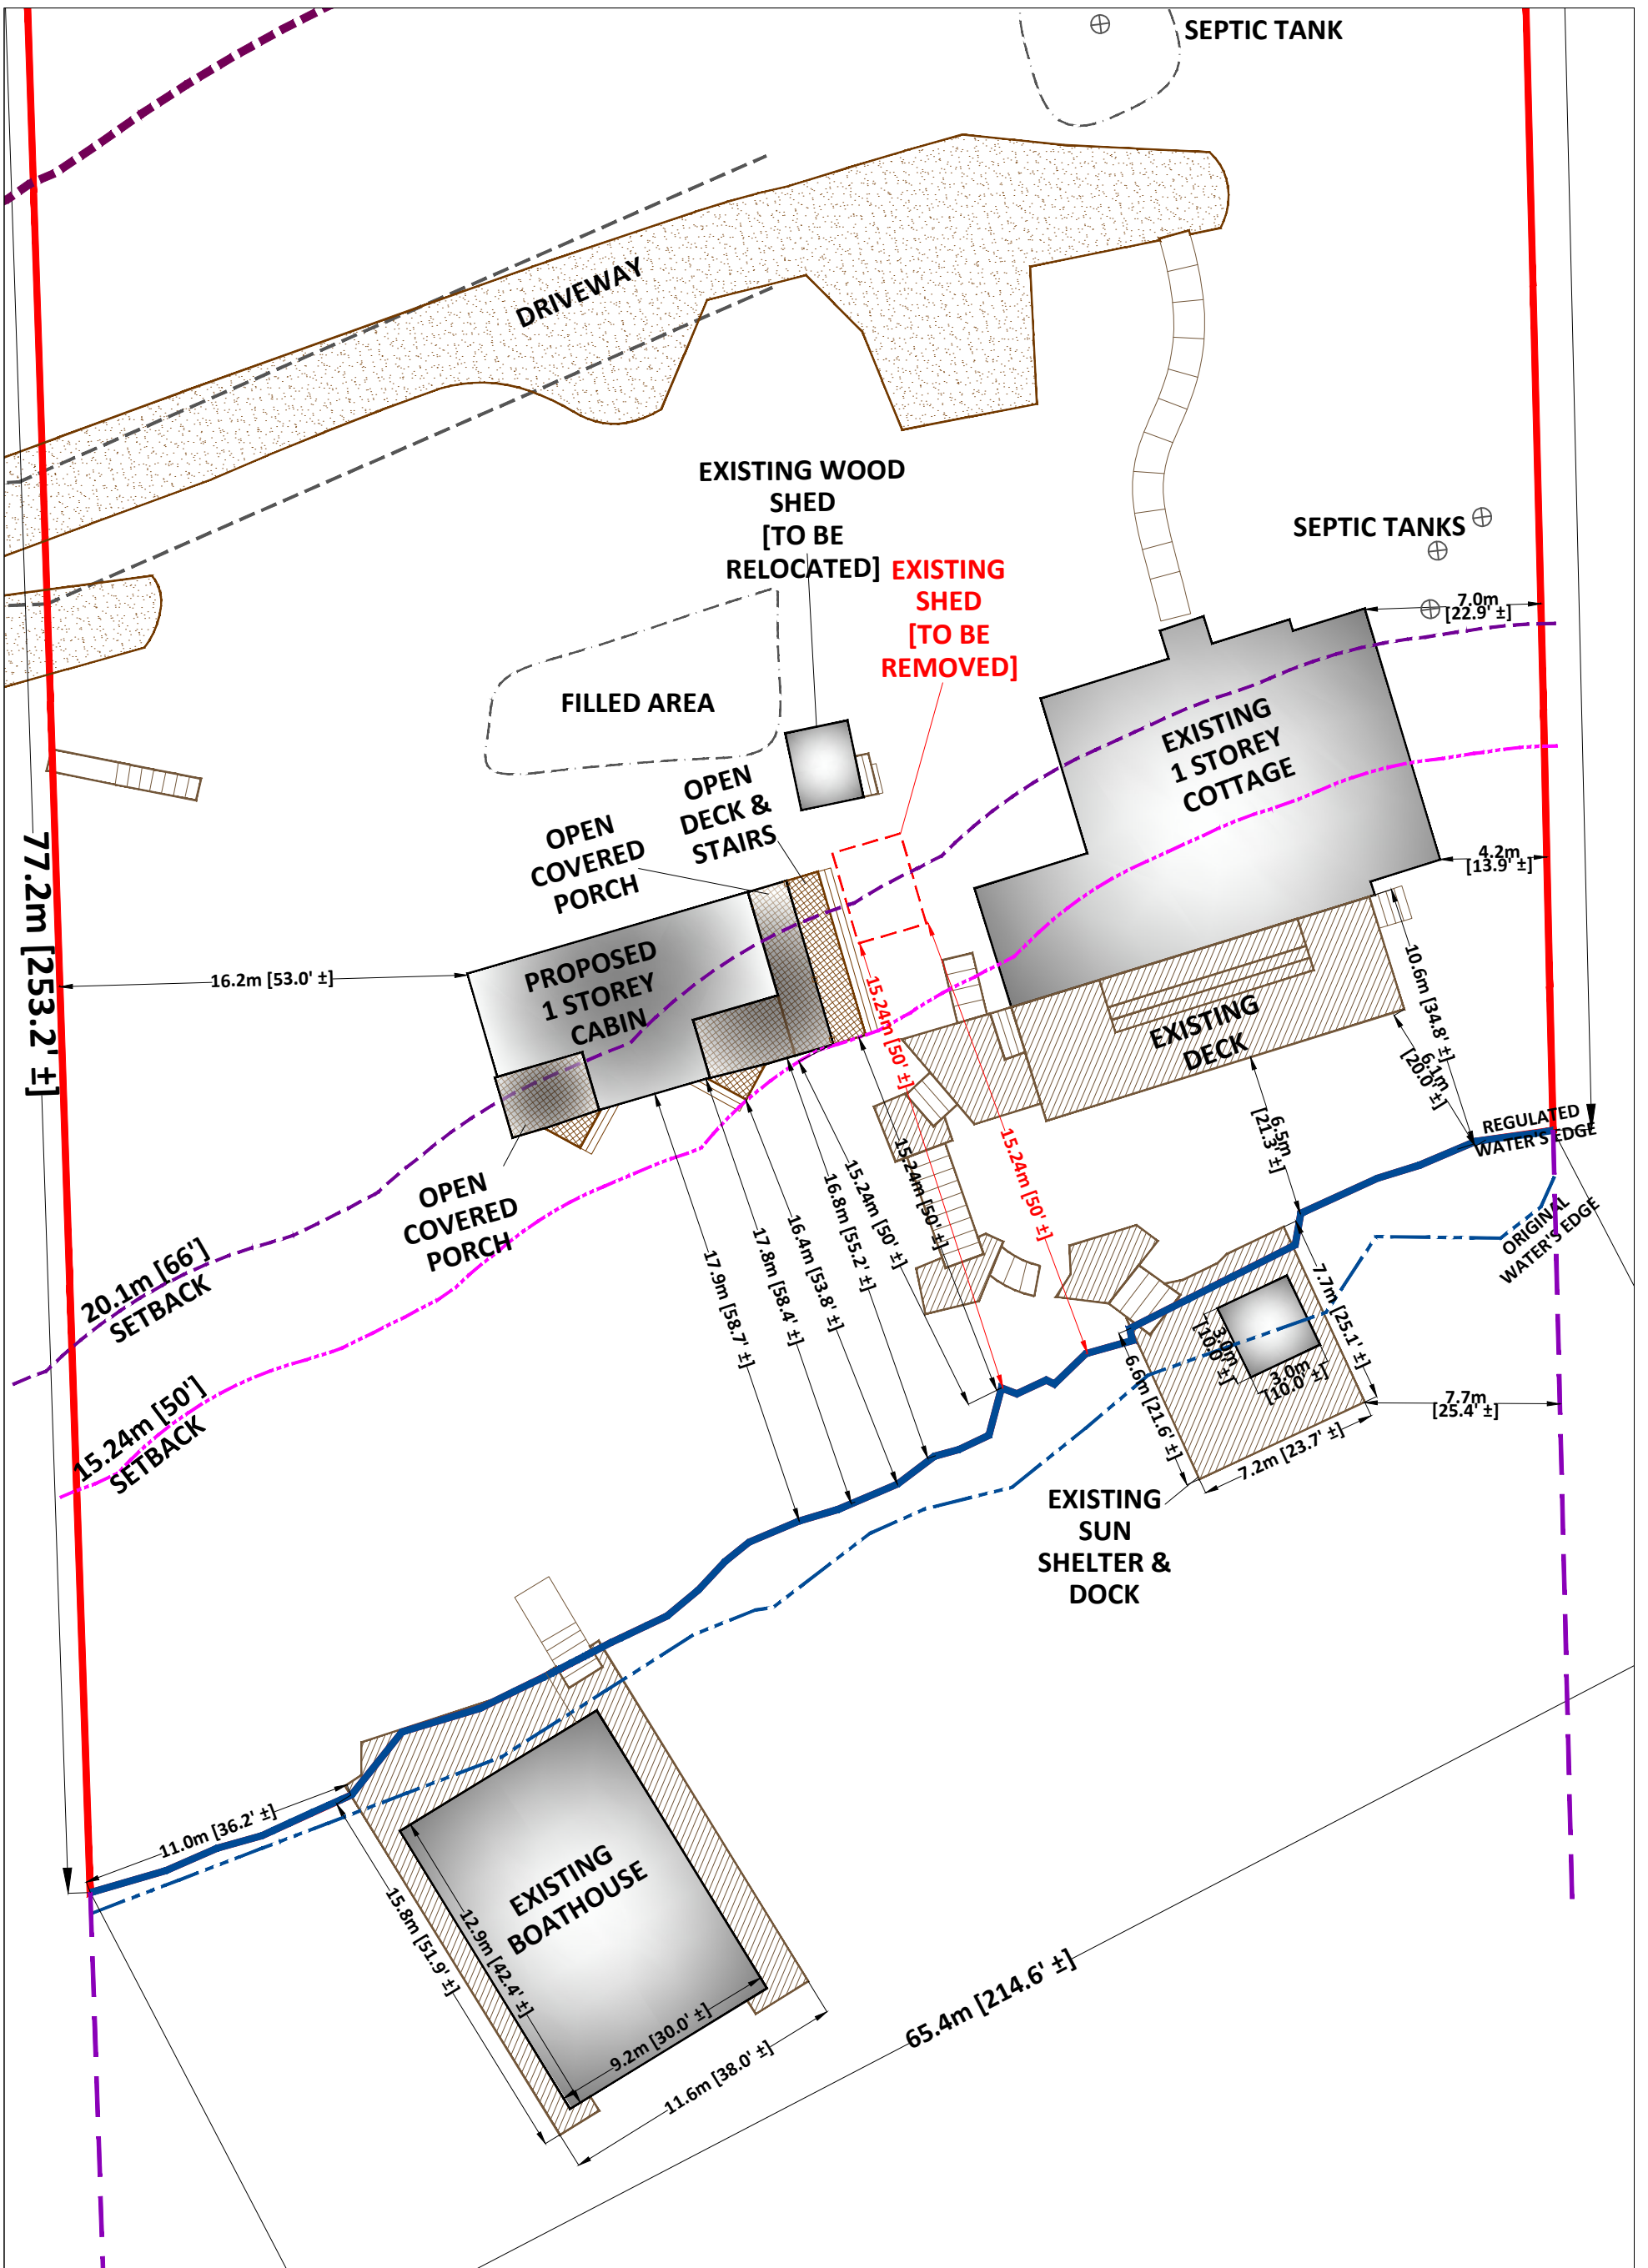 SEPTIC TANK
DRIVEWAY
EXISTING WOOD
SHED
[TO BE
RELOCATED]
EXISTING
SHED
[TO BE
REMOVED]
SEPTIC TANKS
7.0m
[22.9' ±]
FILLED AREA
EXISTING
1 STOREY
COTTAGE
OPEN
DECK &
STAIRS
OPEN
COVERED
PORCH
4.2m
[13.9' ±]
77.2m [253.2' ±]
16.2m [53.0' ±]
PROPOSED
1 STOREY
CABIN
15.24m [50' ±]
EXISTING
DECK
10.6m [34.8' ±]
6.1m
[20.0' ±]
6.5m
[21.3' ±]
REGULATED
WATER'S EDGE
ORIGINAL
WATER'S EDGE
OPEN
COVERED
PORCH
20.1m [66']
SETBACK
15.24m [50']
SETBACK
17.9m [58.7' ±]
17.8m [58.4' ±]
16.4m [53.8' ±]
16.8m [55.2' ±]
15.24m [50' ±]
15.24m [50' ±]
15.24m [50' ±]
7.7m [25.1' ±]
3.0m
[10.0' ±]
3.0m
[10.0' ±]
6.6m [21.6' ±]
7.2m [23.7' ±]
7.7m
[25.4' ±]
EXISTING
SUN
SHELTER &
DOCK
11.0m [36.2' ±]
EXISTING
BOATHOUSE
15.8m [51.9' ±]
12.9m [42.4' ±]
9.2m [30.0' ±]
11.6m [38.0' ±]
65.4m [214.6' ±]